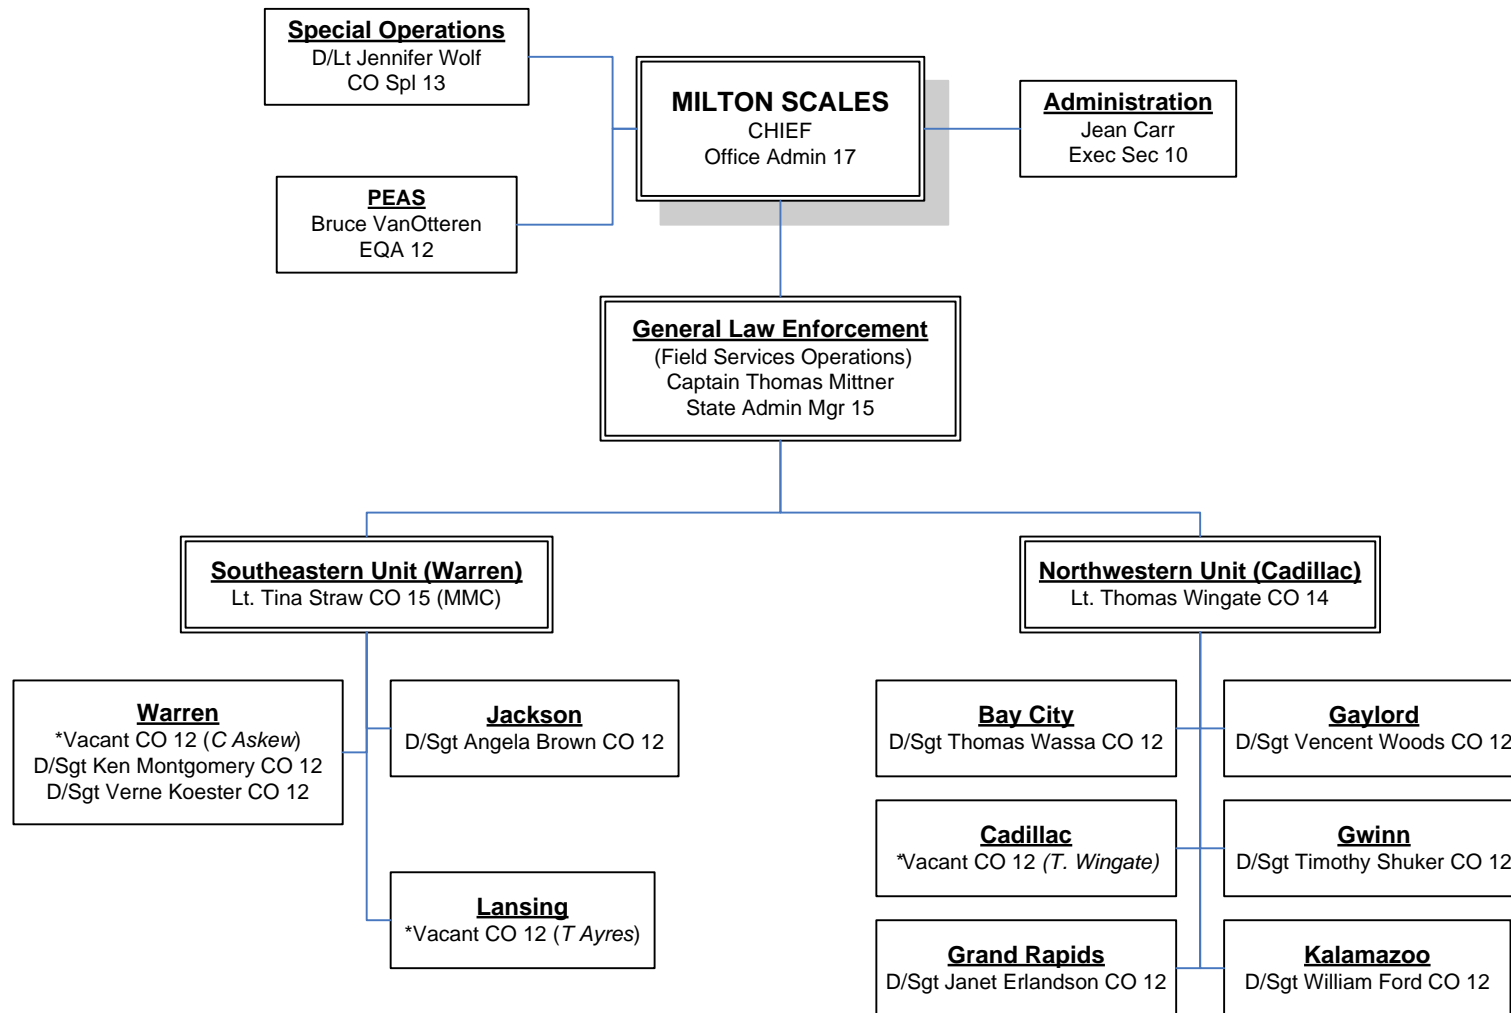 Special Operations
D/Lt Jennifer Wolf
CO Spl 13
MILTON SCALES
CHIEF
Office Admin 17
Administration
Jean Carr
Exec Sec 10
PEAS
Bruce VanOtteren
EQA 12
General Law Enforcement
(Field Services Operations)
Captain Thomas Mittner
State Admin Mgr 15
Southeastern Unit (Warren)
Lt. Tina Straw CO 15 (MMC)
Northwestern Unit (Cadillac)
Lt. Thomas Wingate CO 14
Warren
*Vacant CO 12 (C Askew)
D/Sgt Ken Montgomery CO 12
D/Sgt Verne Koester CO 12
Jackson
D/Sgt Angela Brown CO 12
Lansing
*Vacant CO 12 (T Ayres)
Bay City
D/Sgt Thomas Wassa CO 12
Gaylord
D/Sgt Vencent Woods CO 12
Cadillac
*Vacant CO 12 (T. Wingate)
Gwinn
D/Sgt Timothy Shuker CO 12
Grand Rapids
D/Sgt Janet Erlandson CO 12
Kalamazoo
D/Sgt William Ford CO 12